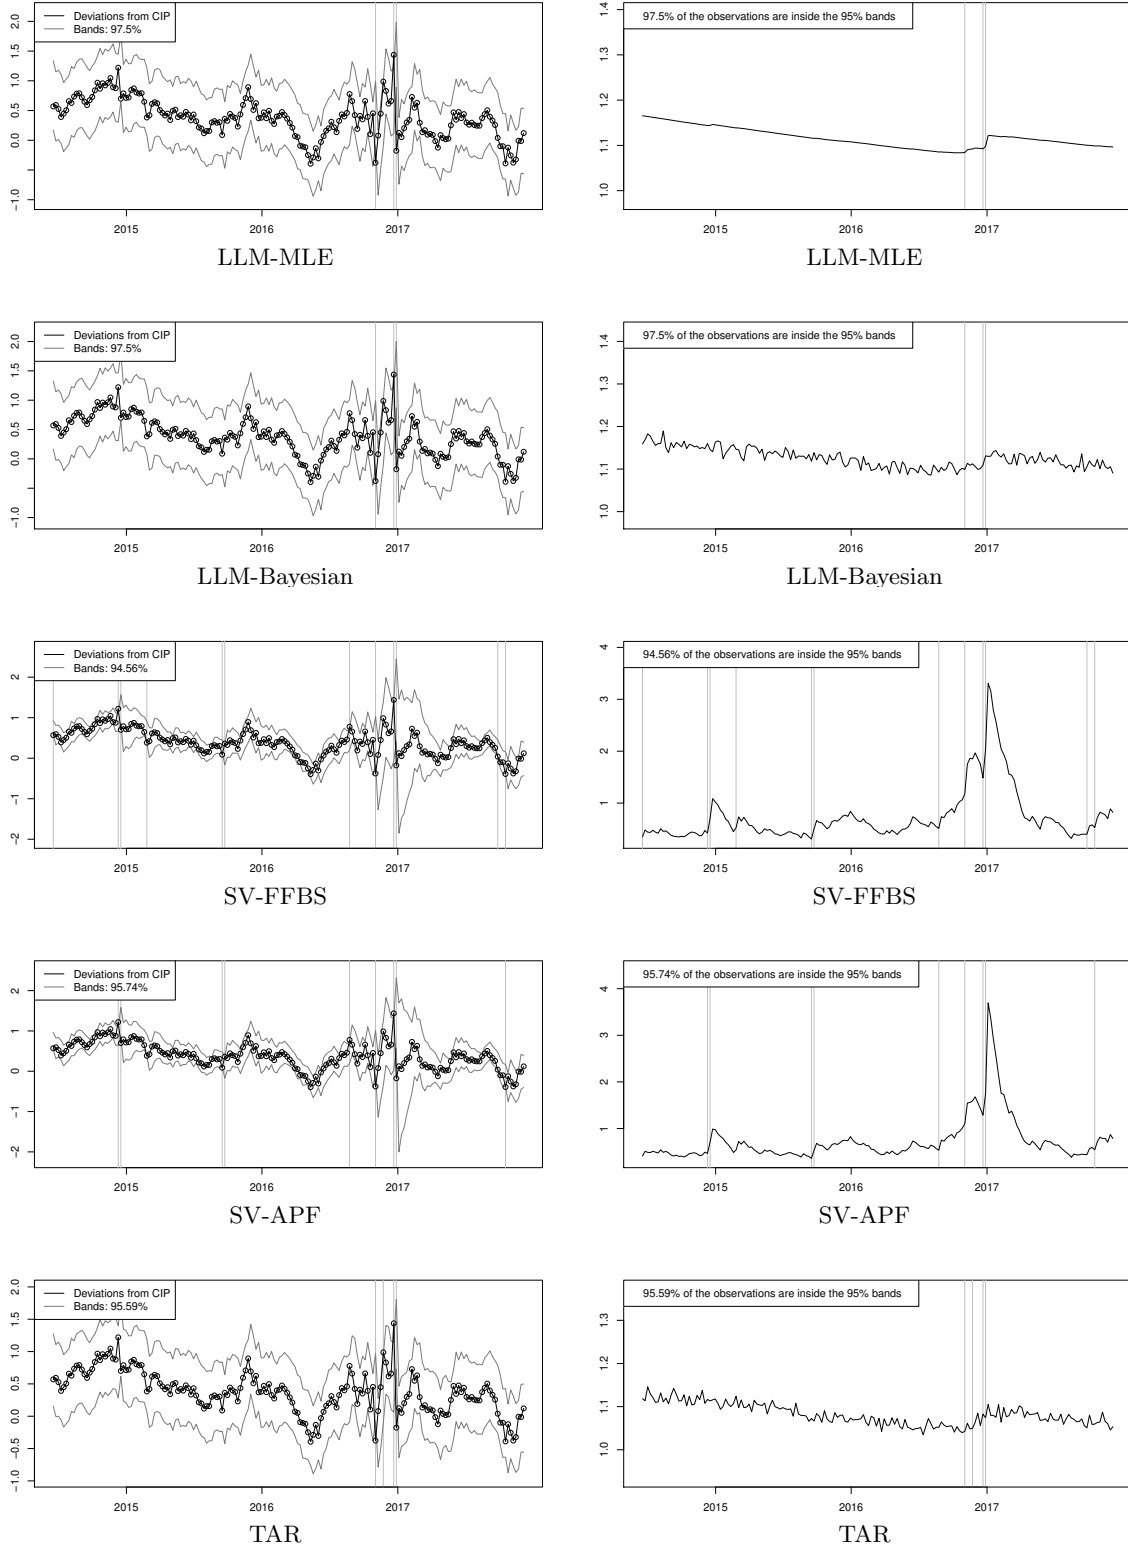 Deviations from CIP
Bands: 97.5%
−1.0 0.0 0.5 1.0 1.5 2.0
2015 2016 2017
LLM-MLE
97.5% of the observations are inside the 95% bands
1.0 1.1 1.2 1.3 1.4
2015 2016 2017
LLM-MLE
Deviations from CIP
Bands: 97.5%
−1.0 0.0 0.5 1.0 1.5 2.0
2015 2016 2017
LLM-Bayesian
97.5% of the observations are inside the 95% bands
1.0 1.1 1.2 1.3 1.4
2015 2016 2017
LLM-Bayesian
Deviations from CIP
Bands: 94.56%
−2 −1 0 1 2
2015 2016 2017
SV-FFBS
94.56% of the observations are inside the 95% bands
1 2 3 4
2015 2016 2017
SV-FFBS
Deviations from CIP
Bands: 95.74%
−2 −1 0 1 2
2015 2016 2017
SV-APF
95.74% of the observations are inside the 95% bands
1 2 3 4
2015 2016 2017
SV-APF
Deviations from CIP
Bands: 95.59%
−1.0 −0.5 0.0 0.5 1.0 1.5 2.0
2015 2016 2017
TAR
95.59% of the observations are inside the 95% bands
1.0 1.1 1.2 1.3
2015 2016 2017
TAR